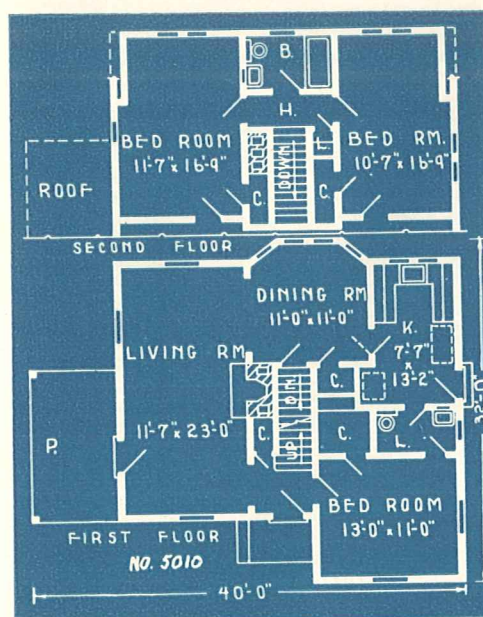 B.
H.
BED ROOM
11'-7" x 16'-9"
BED RM.
10'-7" x 16'-9"
ROOF
C.
DOWN
L.
C.
SECOND FLOOR
DINING RM
11'-0" x 11'-0"
LIVING RM
K.
7'-7"
x
13'-2"
C.
DN
UP
C.
C.
L.
P.
11'-7" x 23'-0"
BED ROOM
13'-0" x 11'-0"
32'-0"
FIRST FLOOR
NO. 5010
40'-0"